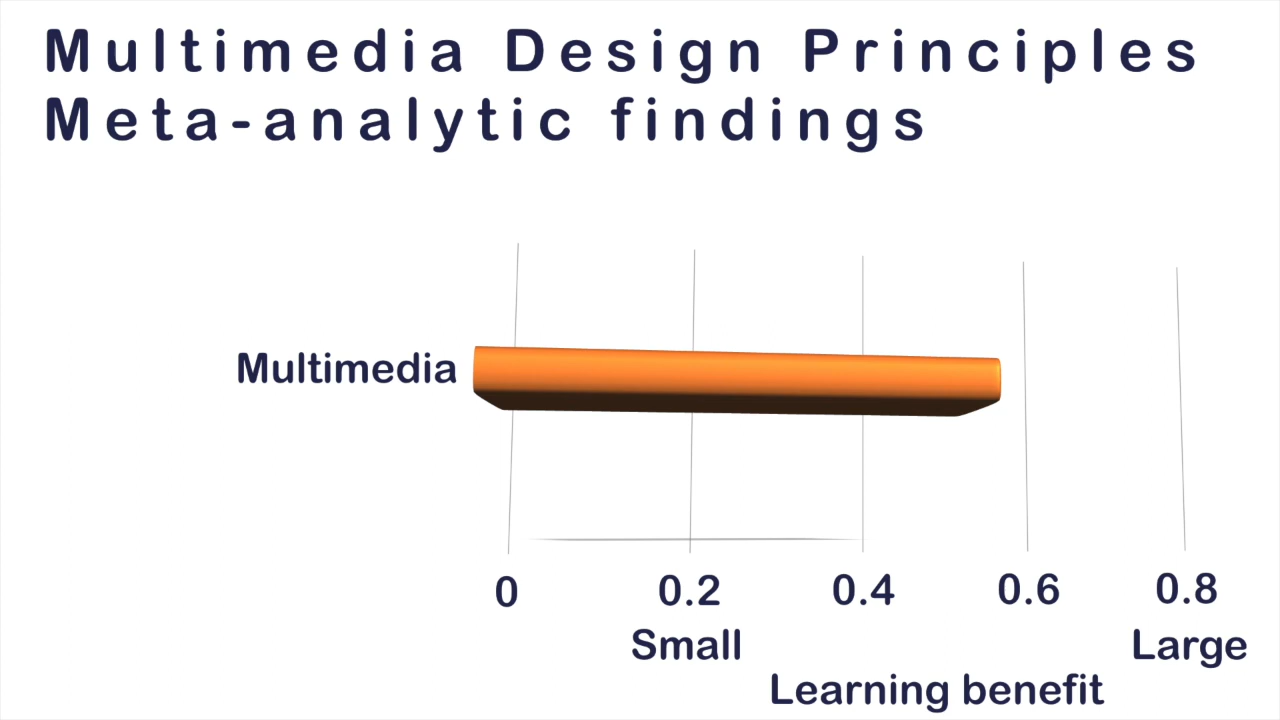 Multimedia Design Principles
Meta-analytic findings
Multimedia
0 0.2 0.4 0.6 0.8
Small Large
Learning benefit